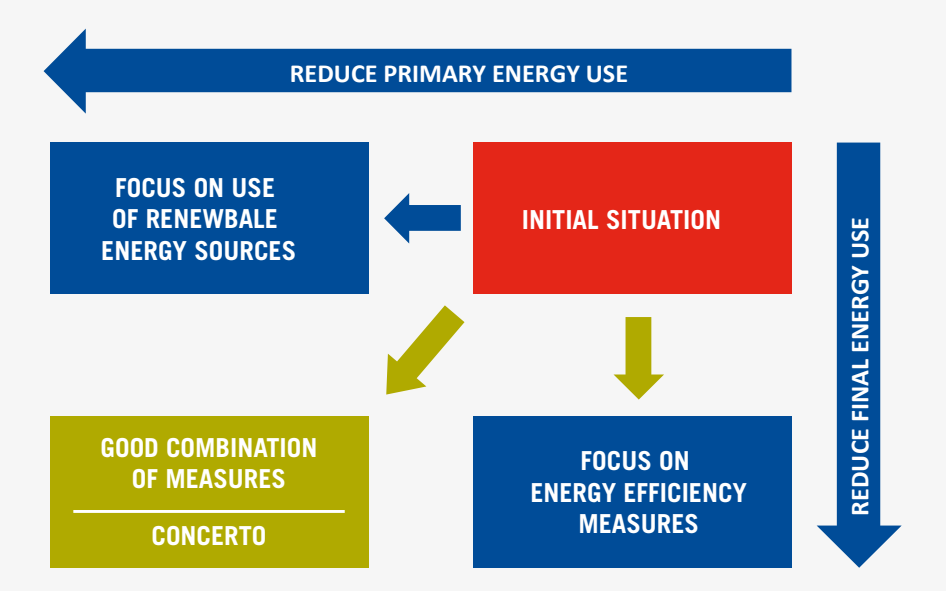 REDUCE PRIMARY ENERGY USE
FOCUS ON USE
OF RENEWBALE
ENERGY SOURCES
INITIAL SITUATION
REDUCE FINAL ENERGY USE
GOOD COMBINATION
OF MEASURES
CONCERTO
FOCUS ON
ENERGY EFFICIENCY
MEASURES